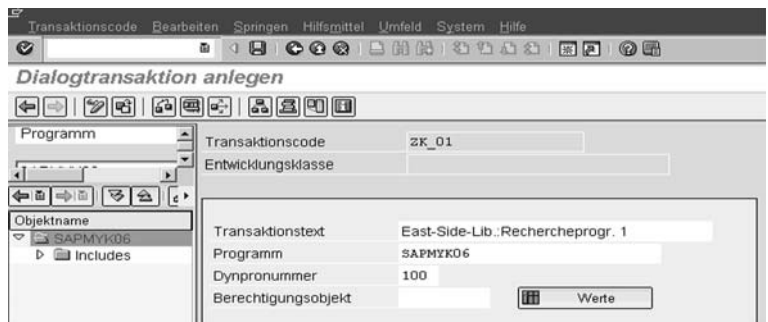 Transaktionscode Bearbeiten Springen Hilfsmittel Umfeld System Hilfe
Dialogtransaktion anlegen
Programm
Transaktionscode ZK_01
Entwicklungsklasse
Objektname
SAPMYK06
Includes
Transaktionstext East-Side-Lib.:Rechercheprogr. 1
Programm SAPMYK06
Dynpronummer 100
Berechtigungsobjekt Werte